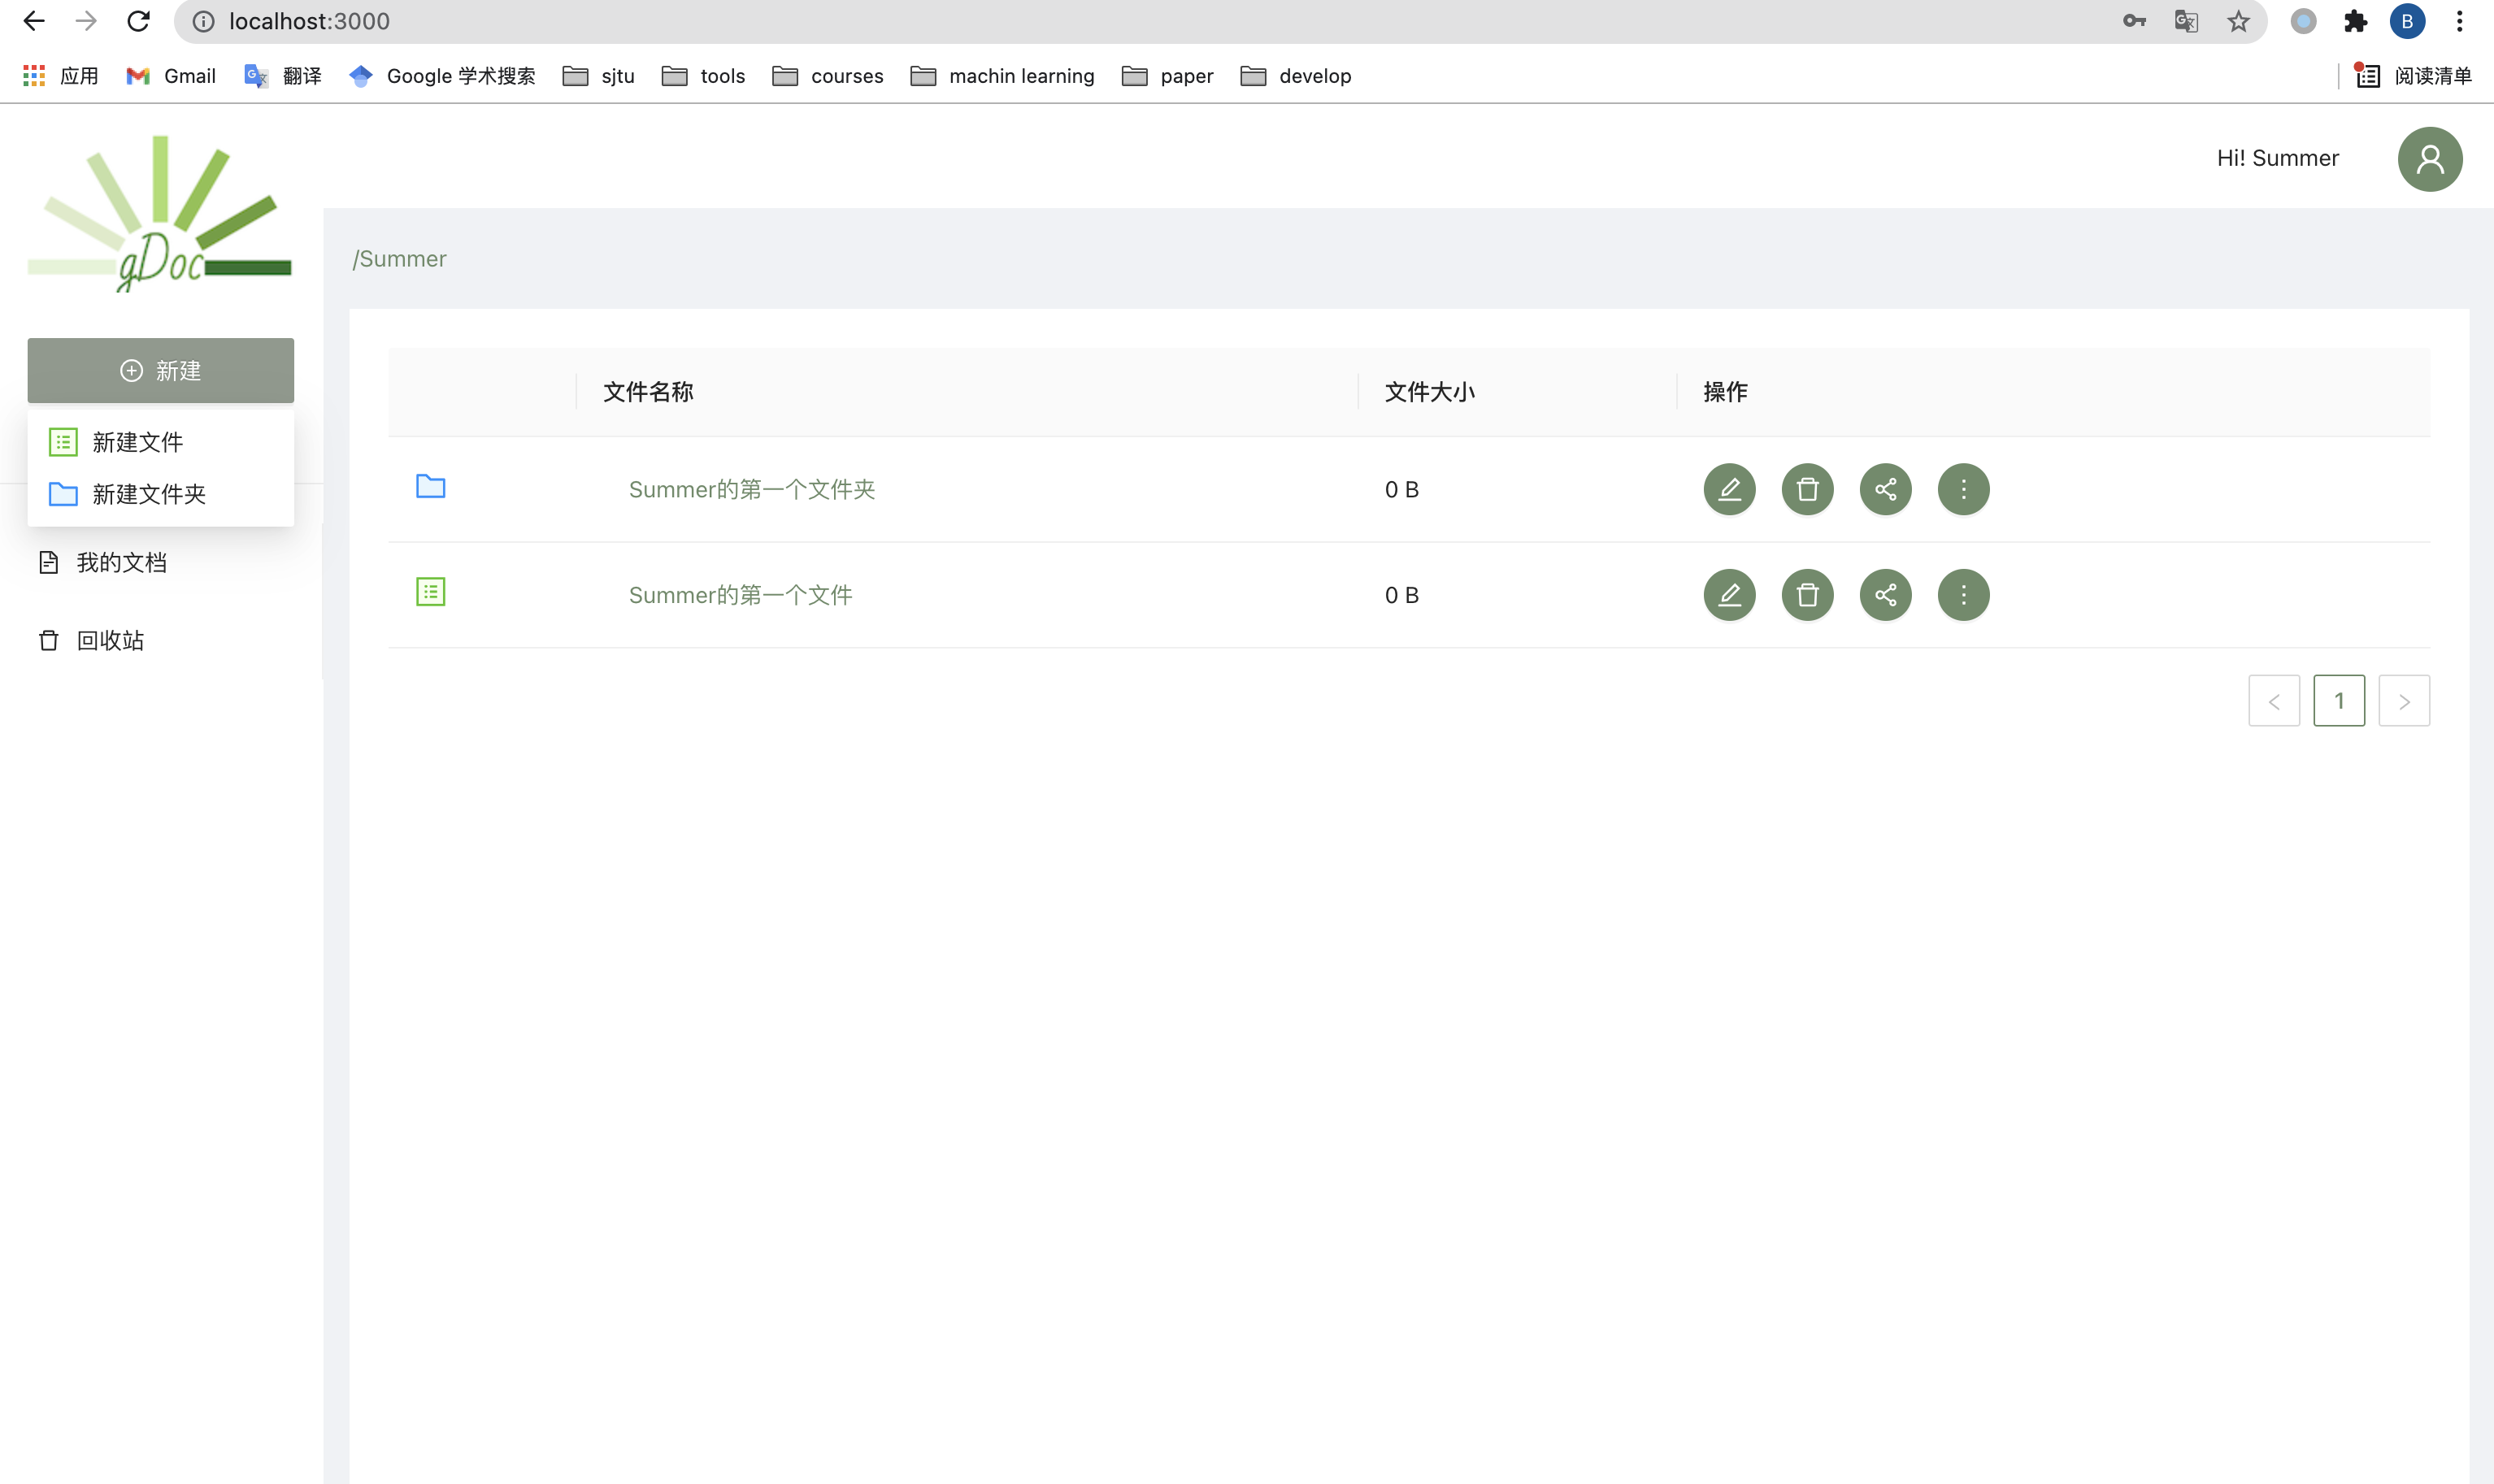 localhost:3000
B
应用 Gmail 翻译 Google 学术搜索 sjtu tools courses machin learning paper develop 阅读清单
gDoc
Hi! Summer
/Summer
新建
新建文件
新建文件夹
我的文档
回收站
文件名称 文件大小 操作
Summer的第一个文件夹 0 B
Summer的第一个文件 0 B
< 1 >